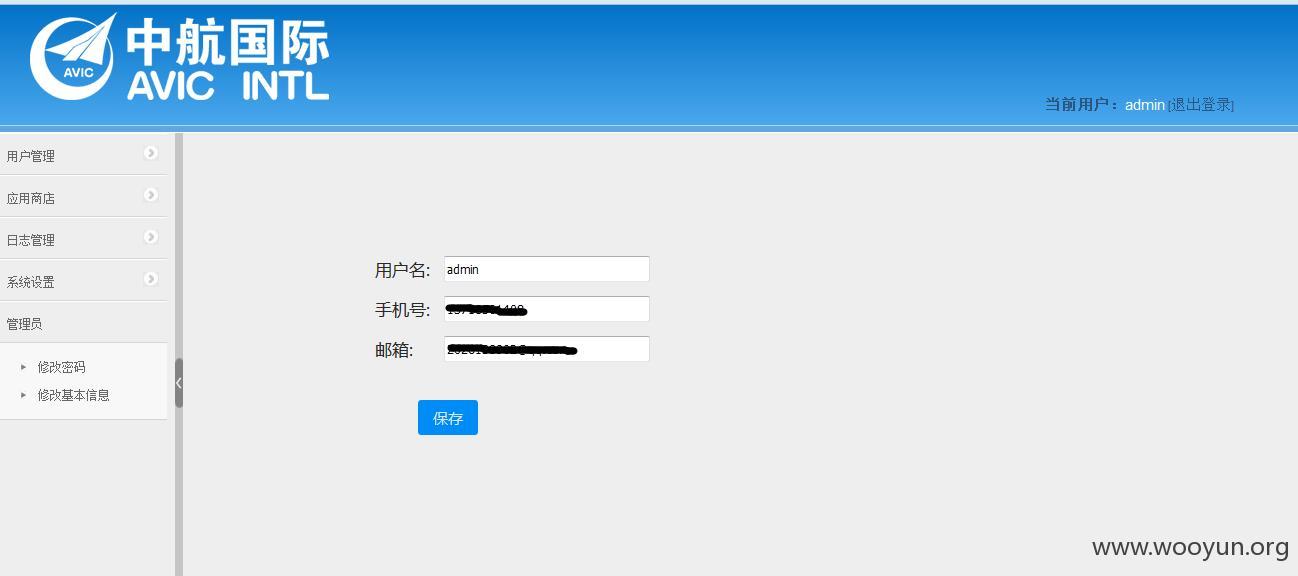 中航国际
AVIC
AVIC INTL
当前用户：admin [退出登录]
用户管理
应用商店
日志管理
系统设置
管理员
修改密码
修改基本信息
用户名: admin
手机号:
邮箱:
保存
www.wooyun.org